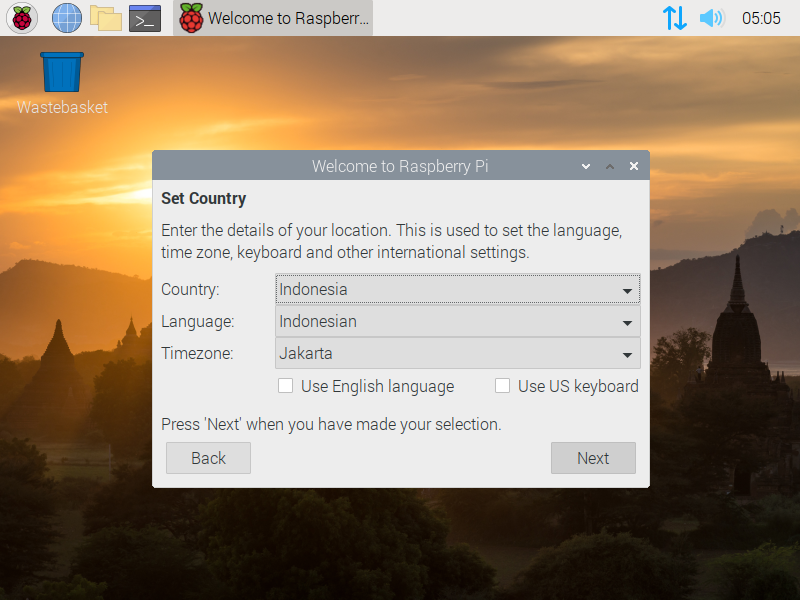 Welcome to Raspberr...
05:05
Wastebasket
Welcome to Raspberry Pi
Set Country
Enter the details of your location. This is used to set the language,
time zone, keyboard and other international settings.
Country: Indonesia
Language: Indonesian
Timezone: Jakarta
Use English language Use US keyboard
Press 'Next' when you have made your selection.
Back Next